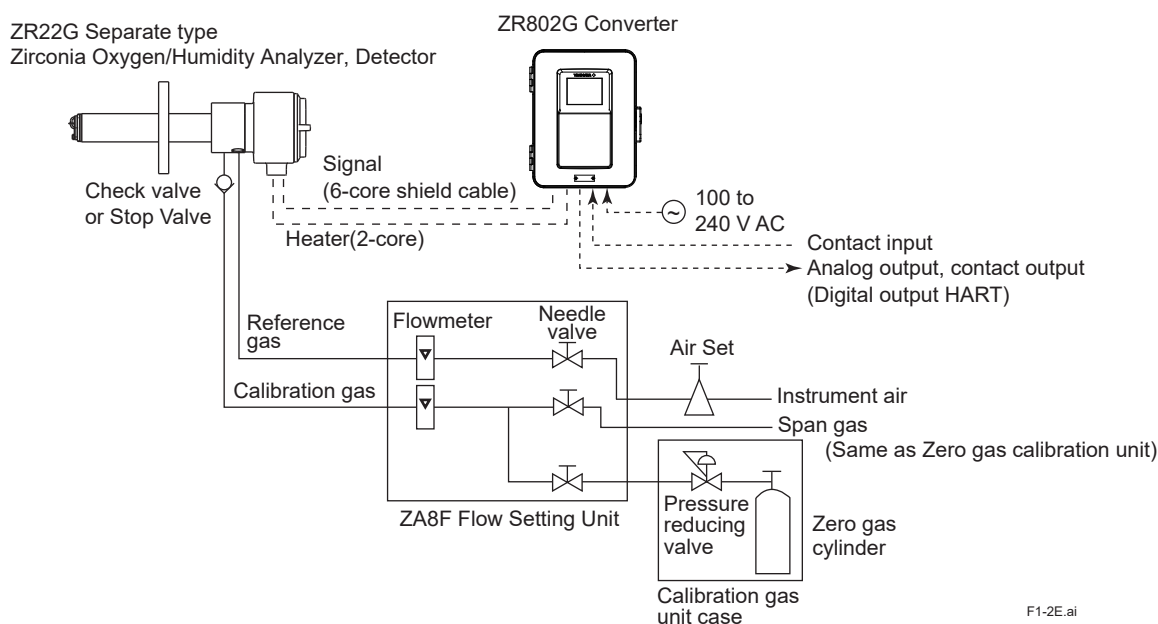 ZR22G Separate type
Zirconia Oxygen/Humidity Analyzer, Detector
ZR802G Converter
Check valve
or Stop Valve
Signal
(6-core shield cable)
Heater(2-core)
100 to
240 V AC
Contact input
Analog output, contact output
(Digital output HART)
Reference
gas
Flowmeter
Needle
valve
Air Set
Calibration gas
Instrument air
Span gas
(Same as Zero gas calibration unit)
ZA8F Flow Setting Unit
Pressure
reducing
valve
Zero gas
cylinder
Calibration gas
unit case
F1-2E.ai